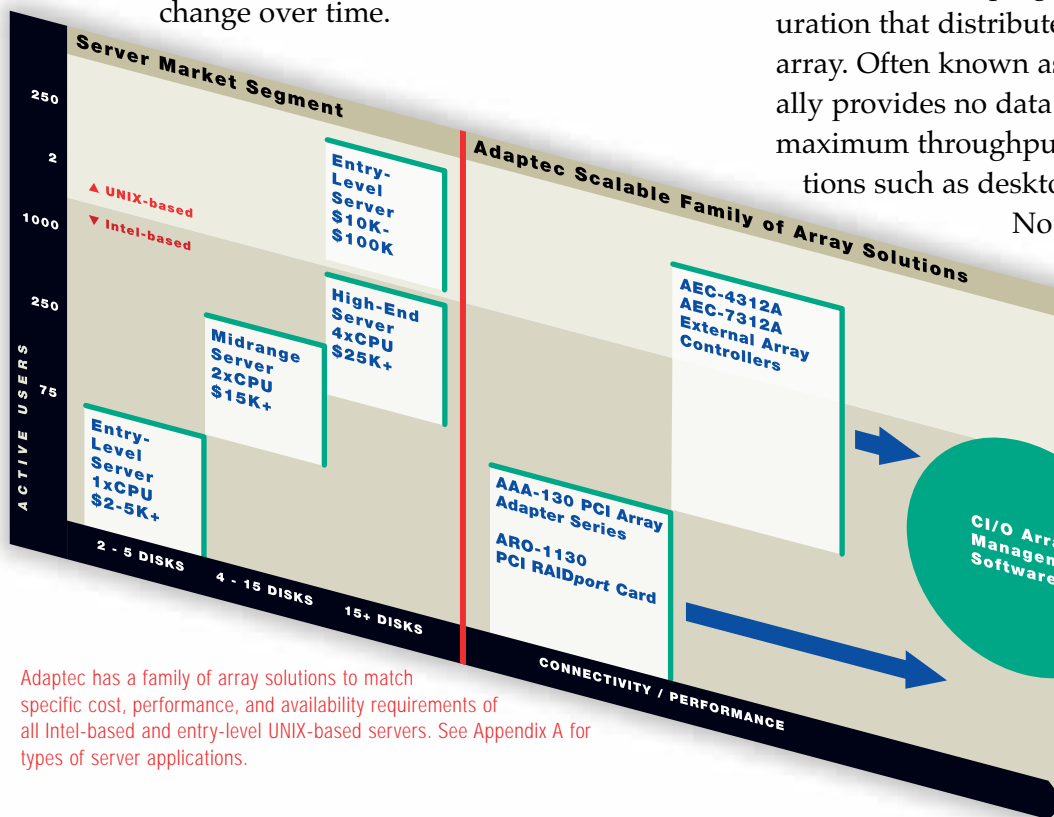 change over time.
uration that distribute
array. Often known as
ally provides no data
maximum throughpu
tions such as deskto
No
Server Market Segment
250
2
1000
250
75
ACTIVE USERS
▲ UNIX-based
▼ Intel-based
Entry-
Level
Server
$10K-
$100K
High-End
Server
4xCPU
$25K+
Midrange
Server
2xCPU
$15K+
Entry-
Level
Server
1xCPU
$2-5K+
2 - 5 DISKS
4 - 15 DISKS
15+ DISKS
Adaptec Scalable Family of Array Solutions
AEC-4312A
AEC-7312A
External Array
Controllers
AAA-130 PCI Array
Adapter Series
ARO-1130
PCI RAIDport Card
CI/O Arra
Managem
Software
CONNECTIVITY / PERFORMANCE
Adaptec has a family of array solutions to match
specific cost, performance, and availability requirements of
all Intel-based and entry-level UNIX-based servers. See Appendix A for
types of server applications.